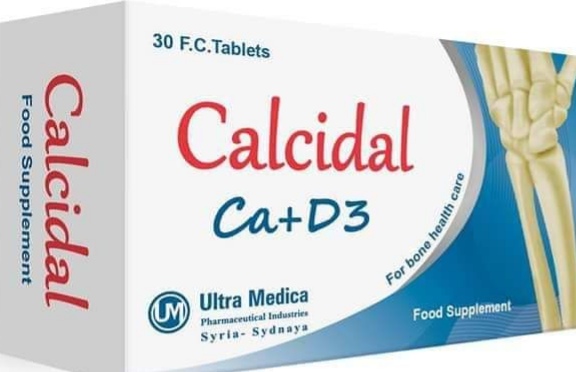 30 F.C.Tablets
Calcidal
Ca+D3
For bone health care
UM
Ultra Medica
Pharmaceutical Industries
Syria- Sydnaya
Food Supplement
Calcidal
Food Supplement